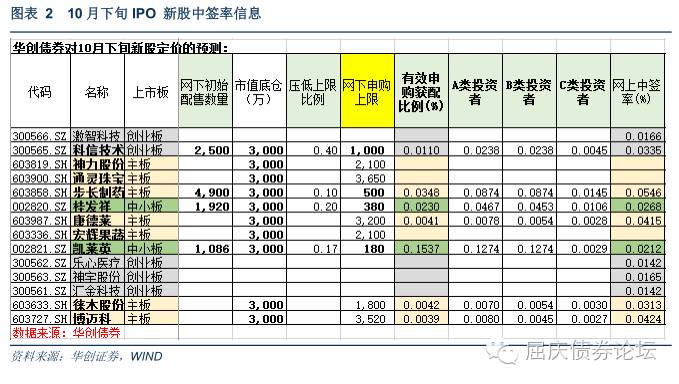 图表 2 10 月下旬 IPO 新股中签率信息
华创债券对10月下旬新股定价的预测:
代码 名称 上市板 网下初始配售数量 市值底仓(万) 压低上限比例 网下申购上限 有效申购获配比例(%) A类投资者 B类投资者 C类投资者 网上中签率(%)
300566.SZ 激智科技 创业板 0.0166
300565.SZ 科信技术 创业板 2,500 3,000 0.40 1,000 0.0110 0.0238 0.0238 0.0045 0.0335
603819.SH 神力股份 主板 3,000 2,100
603900.SH 通灵珠宝 主板 3,000 3,650
603858.SH 步长制药 主板 4,900 3,000 0.10 500 0.0348 0.0874 0.0874 0.0145 0.0546
002820.SZ 桂发祥 中小板 1,920 3,000 0.20 380 0.0230 0.0467 0.0453 0.0106 0.0268
603987.SH 康德莱 主板 3,000 3,200 0.0041 0.0078 0.0054 0.0028 0.0415
603336.SH 宏辉果蔬 主板 3,000 2,100
002821.SZ 凯莱英 中小板 1,086 3,000 0.17 180 0.1537 0.1274 0.1274 0.0029 0.0212
300562.SZ 乐心医疗 创业板 0.0142
300563.SZ 神宇股份 创业板 0.0165
300561.SZ 汇金科技 创业板 0.0142
603633.SH 徕木股份 主板 3,000 1,800 0.0042 0.0070 0.0054 0.0030 0.0313
603727.SH 博迈科 主板 3,000 3,520 0.0039 0.0080 0.0045 0.0027 0.0424
数据来源: 华创债券
资料来源：华创证券，WIND
屈庆债券论坛